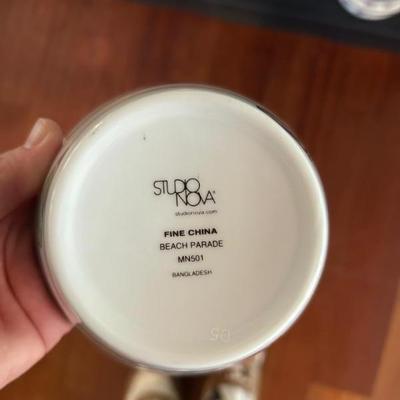 STUDIO
NOVA®
studionova.com
FINE CHINA
BEACH PARADE
MN501
BANGLADESH